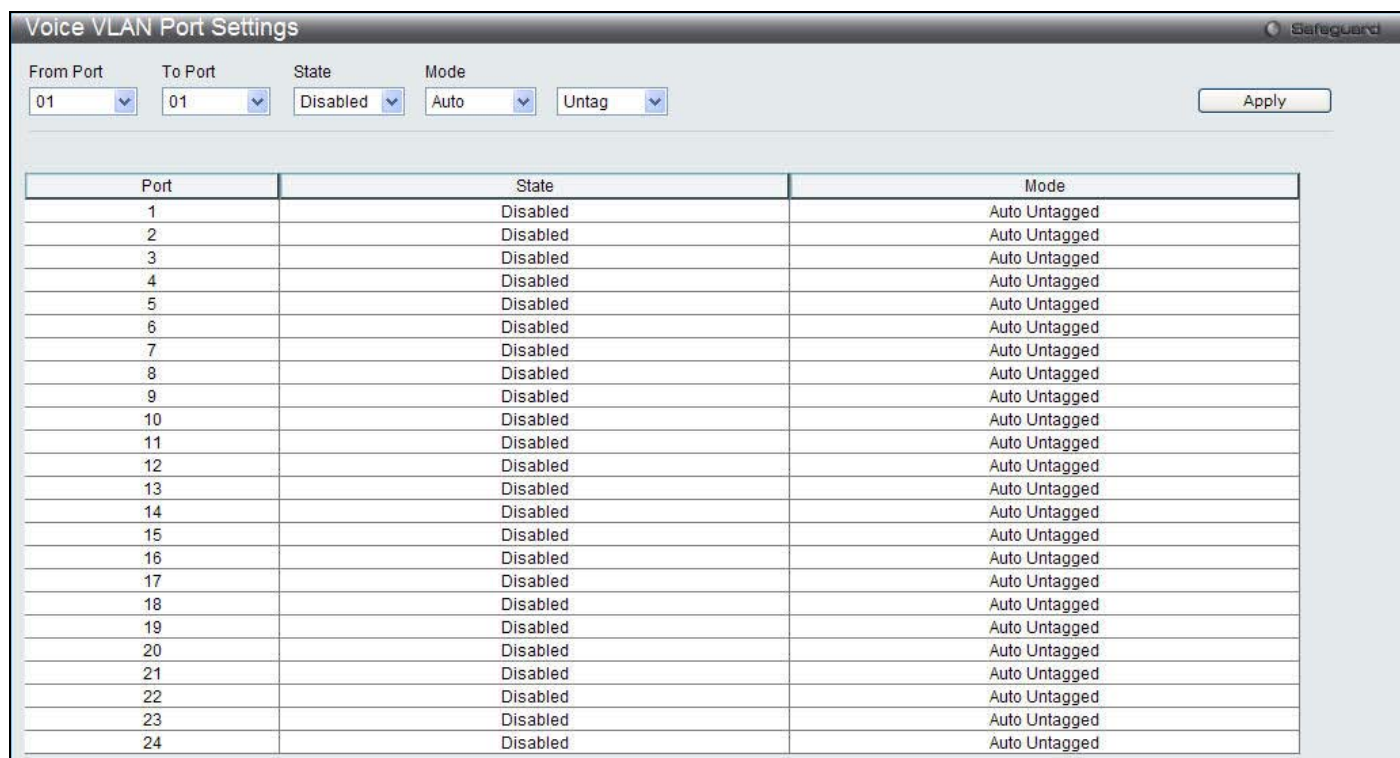 Voice VLAN Port Settings
Safeguard
From Port To Port State Mode
01 01 Disabled Auto Untag Apply
Port State Mode
1 Disabled Auto Untagged
2 Disabled Auto Untagged
3 Disabled Auto Untagged
4 Disabled Auto Untagged
5 Disabled Auto Untagged
6 Disabled Auto Untagged
7 Disabled Auto Untagged
8 Disabled Auto Untagged
9 Disabled Auto Untagged
10 Disabled Auto Untagged
11 Disabled Auto Untagged
12 Disabled Auto Untagged
13 Disabled Auto Untagged
14 Disabled Auto Untagged
15 Disabled Auto Untagged
16 Disabled Auto Untagged
17 Disabled Auto Untagged
18 Disabled Auto Untagged
19 Disabled Auto Untagged
20 Disabled Auto Untagged
21 Disabled Auto Untagged
22 Disabled Auto Untagged
23 Disabled Auto Untagged
24 Disabled Auto Untagged